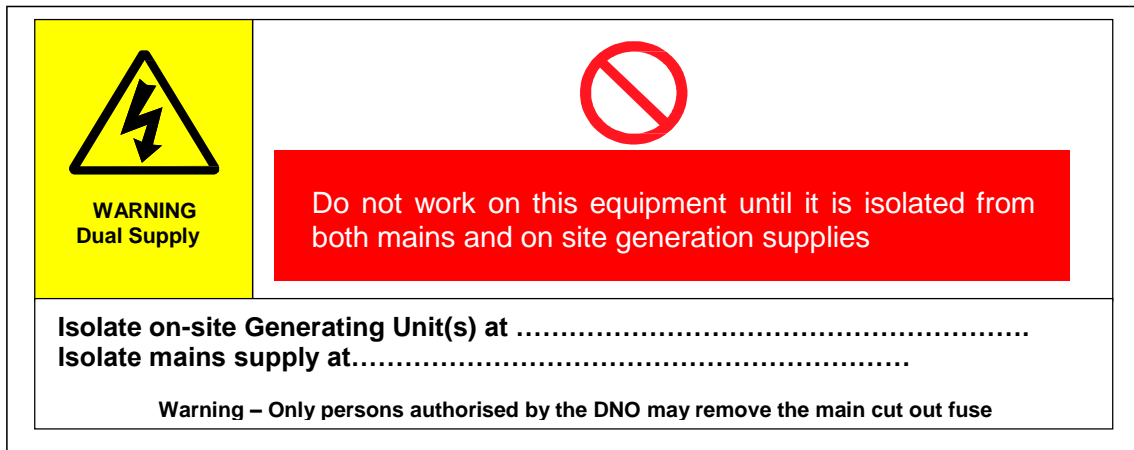 WARNING
Dual Supply
Do not work on this equipment until it is isolated from
both mains and on site generation supplies
Isolate on-site Generating Unit(s) at ……………………………………………………
Isolate mains supply at…………………………………………………………
Warning – Only persons authorised by the DNO may remove the main cut out fuse